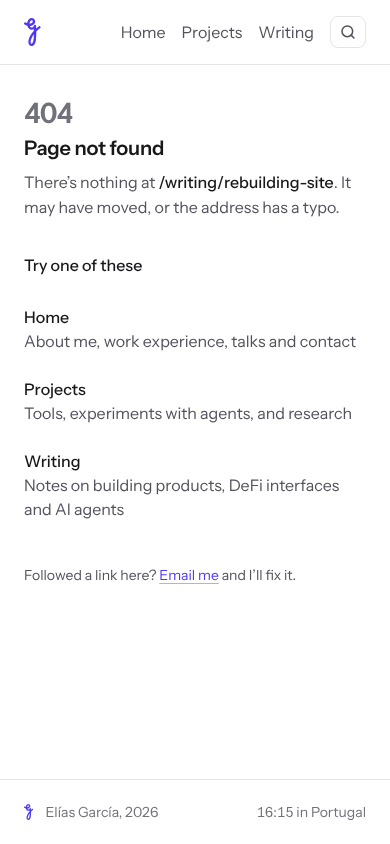 Home Projects Writing
404
Page not found
There’s nothing at /writing/rebuilding-site. It
may have moved, or the address has a typo.
Try one of these
Home
About me, work experience, talks and contact
Projects
Tools, experiments with agents, and research
Writing
Notes on building products, DeFi interfaces
and AI agents
Followed a link here? Email me and I’ll fix it.
Elías García, 2026 16:15 in Portugal